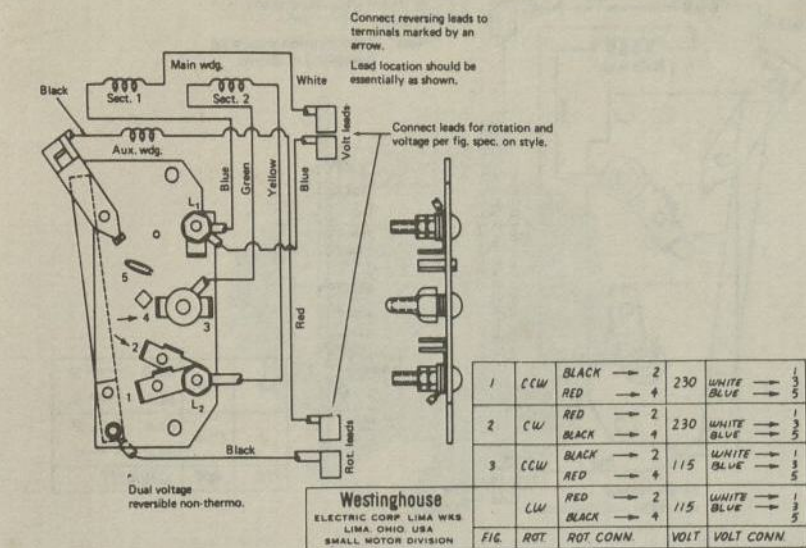 Connect reversing leads to
terminals marked by an
arrow.
Lead location should be
essentially as shown.
Main wdg.
White
Sect. 1
Sect. 2
Black
Volt leads
Connect leads for rotation and
voltage per fig. spec. on style.
Aux. wdg.
Blue
Green
Yellow
Blue
L1
5
4
3
Red
2
1
L2
Black
Rot. leads
Dual voltage
reversible non-thermo.
Westinghouse
ELECTRIC CORP. LIMA WKS.
LIMA, OHIO, USA
SMALL MOTOR DIVISION
1 CCW BLACK → 2 RED → 4 230 WHITE → 1 3 BLUE → 5
2 CW RED → 2 BLACK → 4 230 WHITE → 1 3 BLUE → 5
3 CCW BLACK → 2 RED → 4 115 WHITE → 1 BLUE → 3 5
CW RED → 2 BLACK → 4 115 WHITE → 1 BLUE → 3 5
FIG. ROT. ROT. CONN. VOLT VOLT CONN.